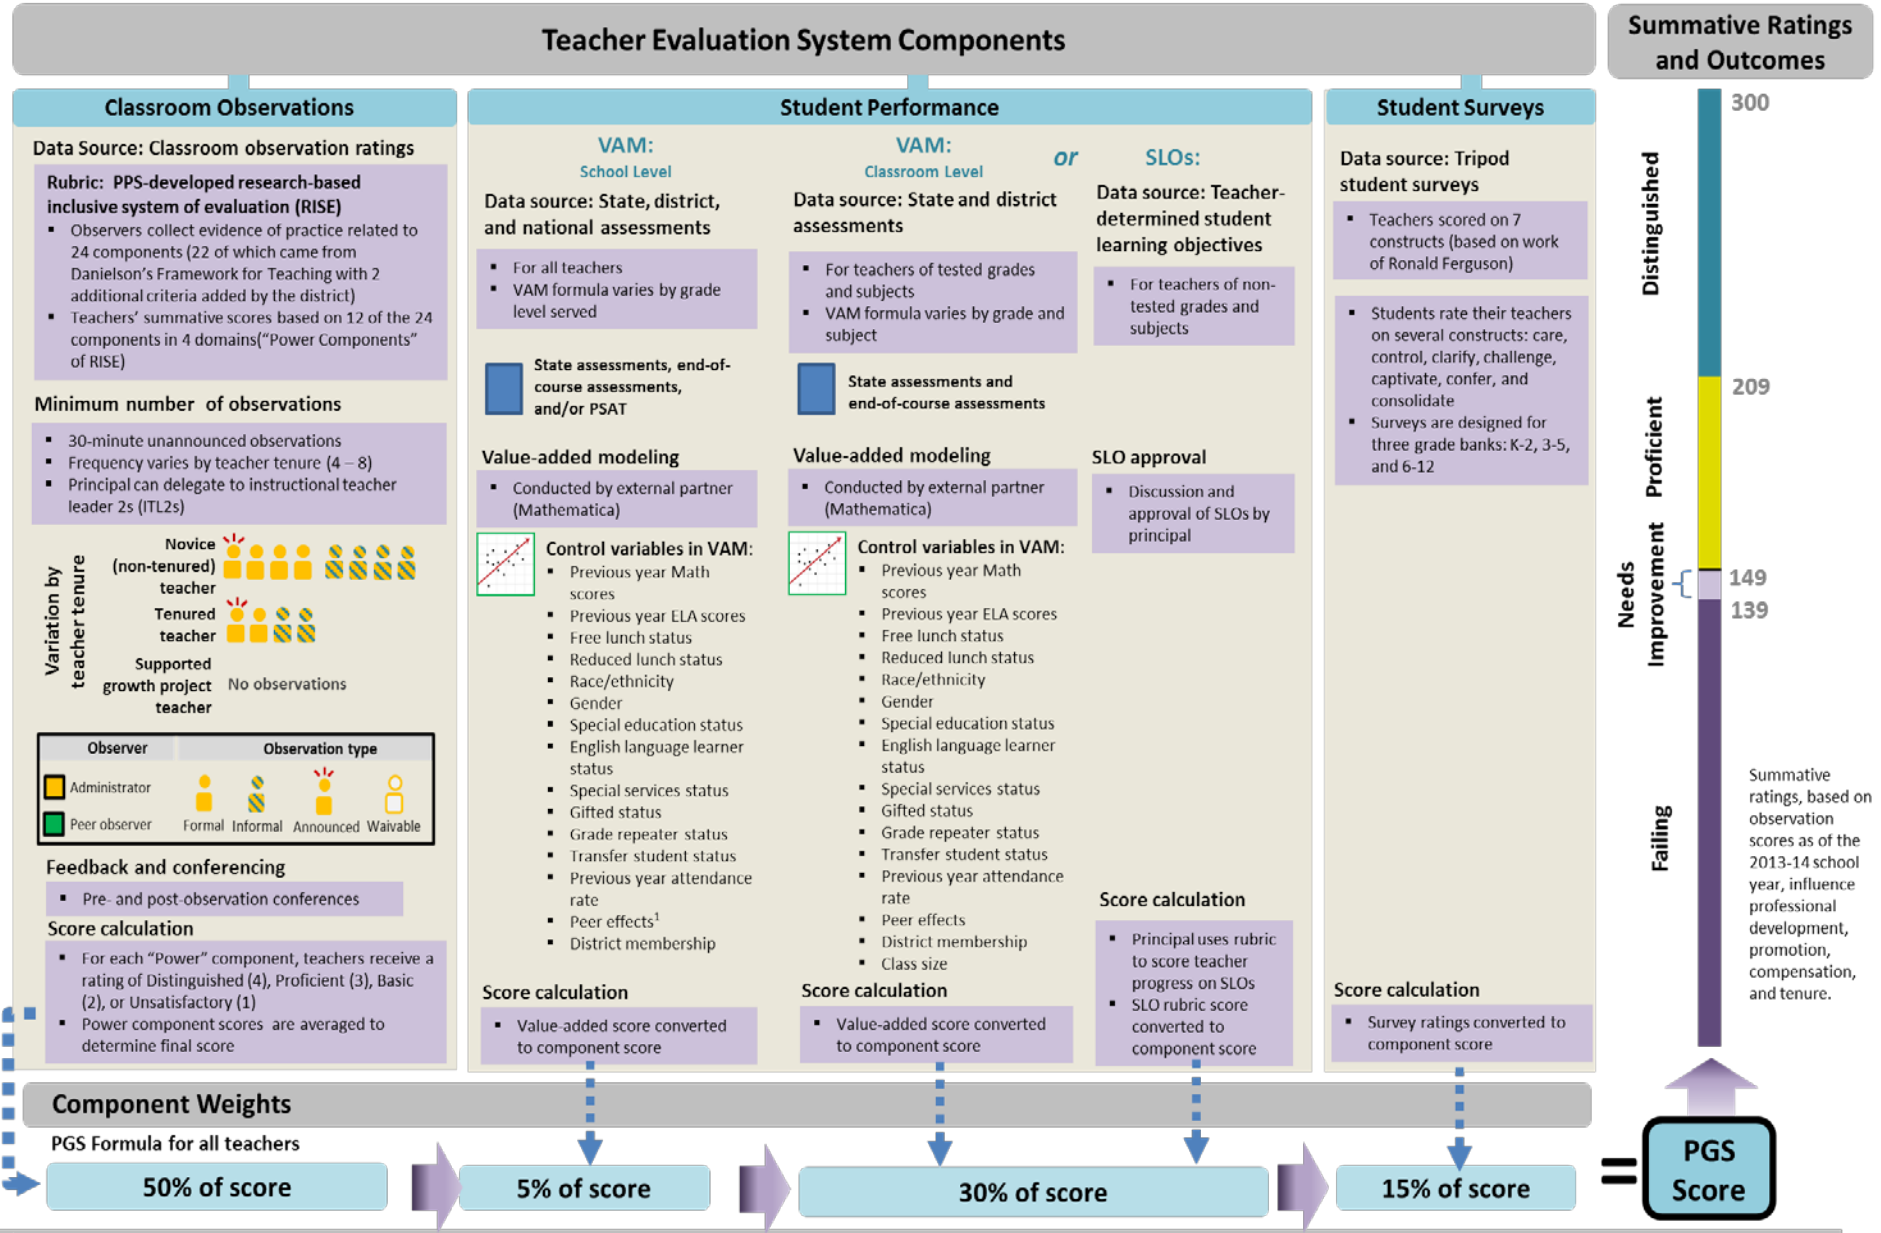 Teacher Evaluation System Components
Summative Ratings
and Outcomes
Classroom Observations
Data Source: Classroom observation ratings
Rubric: PPS-developed research-based
inclusive system of evaluation (RISE)
▪ Observers collect evidence of practice related to
24 components (22 of which came from
Danielson's Framework for Teaching with 2
additional criteria added by the district)
▪ Teachers' summative scores based on 12 of the 24
components in 4 domains("Power Components"
of RISE)
Minimum number of observations
▪ 30-minute unannounced observations
▪ Frequency varies by teacher tenure (4 – 8)
▪ Principal can delegate to instructional teacher
leader 2s (ITL2s)
Variation by
teacher tenure
Novice
(non-tenured)
teacher
Tenured
teacher
Supported
growth project
teacher
No observations
Observer
Observation type
Administrator
Peer observer
Formal Informal Announced Waivable
Feedback and conferencing
▪ Pre- and post-observation conferences
Score calculation
▪ For each "Power" component, teachers receive a
rating of Distinguished (4), Proficient (3), Basic
(2), or Unsatisfactory (1)
▪ Power component scores are averaged to
determine final score
Student Performance
VAM:
School Level
Data source: State, district,
and national assessments
▪ For all teachers
▪ VAM formula varies by grade
level served
State assessments, end-of-
course assessments,
and/or PSAT
Value-added modeling
▪ Conducted by external partner
(Mathematica)
Control variables in VAM:
▪ Previous year Math
scores
▪ Previous year ELA scores
▪ Free lunch status
▪ Reduced lunch status
▪ Race/ethnicity
▪ Gender
▪ Special education status
▪ English language learner
status
▪ Special services status
▪ Gifted status
▪ Grade repeater status
▪ Transfer student status
▪ Previous year attendance
rate
▪ Peer effects¹
▪ District membership
Score calculation
▪ Value-added score converted
to component score
VAM:
Classroom Level
Data source: State and district
assessments
▪ For teachers of tested grades
and subjects
▪ VAM formula varies by grade and
subject
State assessments and
end-of-course assessments
Value-added modeling
▪ Conducted by external partner
(Mathematica)
Control variables in VAM:
▪ Previous year Math
scores
▪ Previous year ELA scores
▪ Free lunch status
▪ Reduced lunch status
▪ Race/ethnicity
▪ Gender
▪ Special education status
▪ English language learner
status
▪ Special services status
▪ Gifted status
▪ Grade repeater status
▪ Transfer student status
▪ Previous year attendance
rate
▪ Peer effects
▪ District membership
▪ Class size
Score calculation
▪ Value-added score converted
to component score
or
SLOs:
Data source: Teacher-
determined student
learning objectives
▪ For teachers of non-
tested grades and
subjects
SLO approval
▪ Discussion and
approval of SLOs by
principal
Score calculation
▪ Principal uses rubric
to score teacher
progress on SLOs
▪ SLO rubric score
converted to
component score
Student Surveys
Data source: Tripod
student surveys
▪ Teachers scored on 7
constructs (based on work
of Ronald Ferguson)
▪ Students rate their teachers
on several constructs: care,
control, clarify, challenge,
captivate, confer, and
consolidate
▪ Surveys are designed for
three grade banks: K-2, 3-5,
and 6-12
Score calculation
▪ Survey ratings converted to
component score
300
Distinguished
209
Proficient
149
Needs
Improvement
139
Failing
Summative
ratings, based on
observation
scores as of the
2013-14 school
year, influence
professional
development,
promotion,
compensation,
and tenure.
Component Weights
PGS Formula for all teachers
50% of score
5% of score
30% of score
15% of score
=
PGS
Score